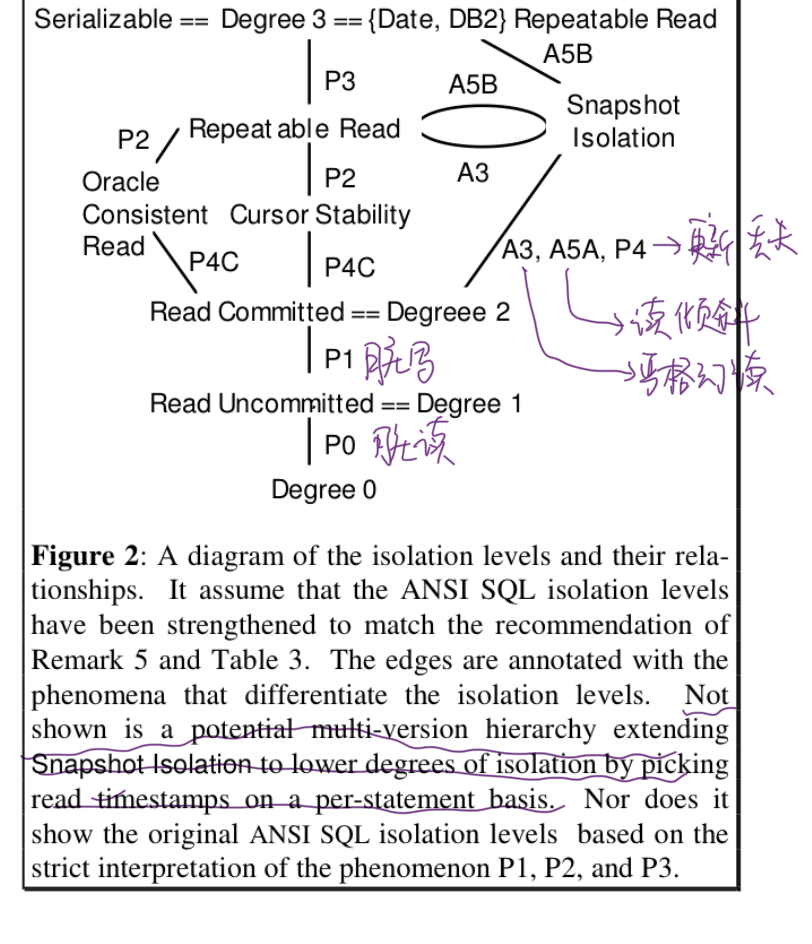 Serializable == Degree 3 == {Date, DB2} Repeatable Read
A5B
P3
A5B
Snapshot
Isolation
P2
Repeatable Read
A3
Oracle
Consistent
Read
P2
Cursor Stability
P4C
P4C
A3, A5A, P4 → 更新丢失
读倾斜
严格幻读
Read Committed == Degreee 2
P1 脏写
Read Uncommitted == Degree 1
P0 脏读
Degree 0
Figure 2: A diagram of the isolation levels and their rela-
tionships. It assume that the ANSI SQL isolation levels
have been strengthened to match the recommendation of
Remark 5 and Table 3. The edges are annotated with the
phenomena that differentiate the isolation levels. Not
shown is a potential multi-version hierarchy extending
Snapshot Isolation to lower degrees of isolation by picking
read timestamps on a per-statement basis. Nor does it
show the original ANSI SQL isolation levels based on the
strict interpretation of the phenomenon P1, P2, and P3.